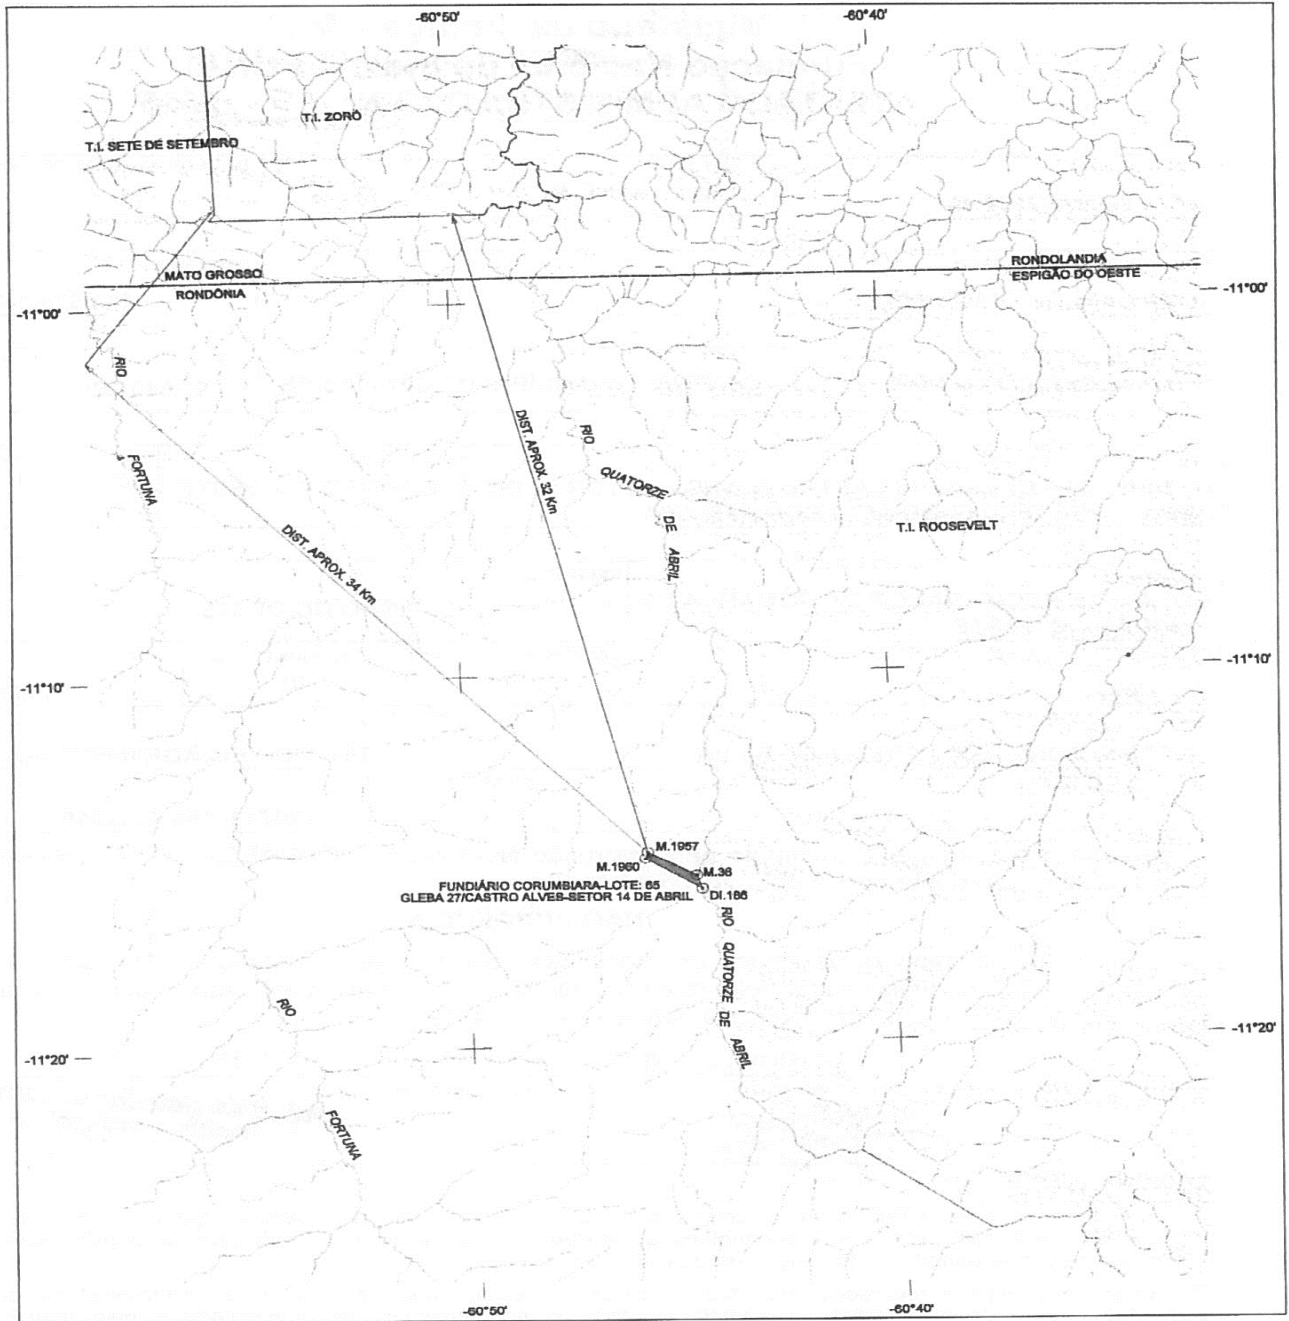 -60°50'
-60°40'
T.I. ZORÓ
T.I. SETE DE SETEMBRO
MATO GROSSO
RONDÔNIA
RONDOLANDIA
ESPIGÃO DO OESTE
-11°00'
-11°00'
RIO
FORTUNA
DIST. APROX. 32 Km
RIO
QUATORZE
DE
ABRIL
T.I. ROOSEVELT
DIST. APROX. 34 Km
-11°10'
-11°10'
M.1957
M.1960
M.36
FUNDIÁRIO CORUMBIARA-LOTE: 65
GLEBA 27/CASTRO ALVES-SETOR 14 DE ABRIL
DI.186
RIO
QUATORZE
DE
ABRIL
RIO
FORTUNA
-11°20'
-11°20'
-60°50'
-60°40'